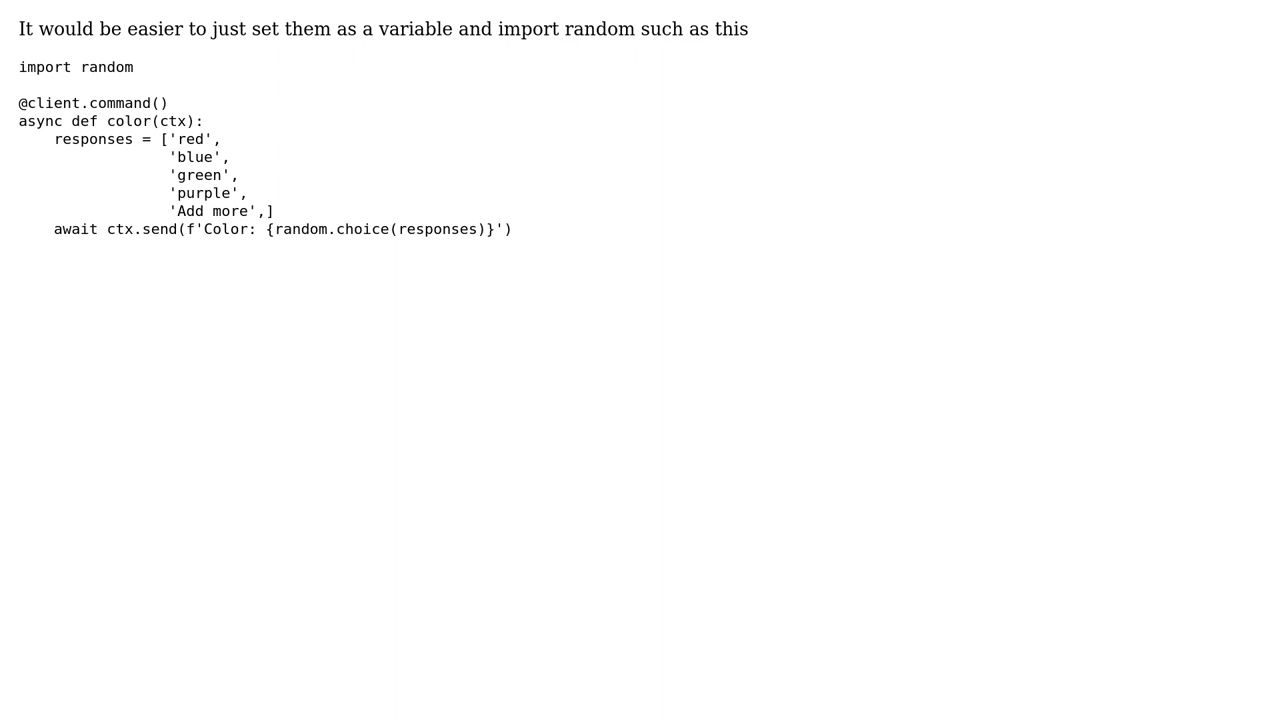 It would be easier to just set them as a variable and import random such as this
import random

@client.command()
async def color(ctx):
    responses = ['red',
                 'blue',
                 'green',
                 'purple',
                 'Add more',]
    await ctx.send(f'Color: {random.choice(responses)}')